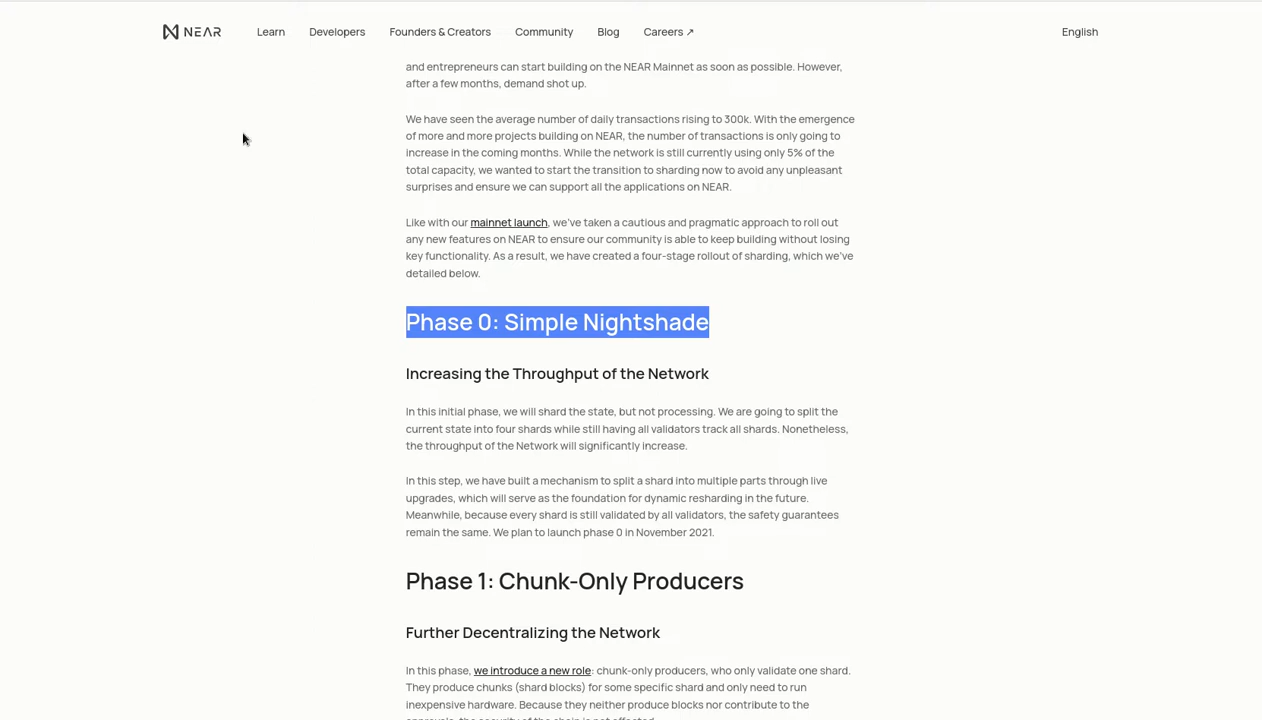 NEAR Learn Developers Founders & Creators Community Blog Careers ↗ English
and entrepreneurs can start building on the NEAR Mainnet as soon as possible. However,
after a few months, demand shot up.
We have seen the average number of daily transactions rising to 300k. With the emergence
of more and more projects building on NEAR, the number of transactions is only going to
increase in the coming months. While the network is still currently using only 5% of the
total capacity, we wanted to start the transition to sharding now to avoid any unpleasant
surprises and ensure we can support all the applications on NEAR.
Like with our mainnet launch, we've taken a cautious and pragmatic approach to roll out
any new features on NEAR to ensure our community is able to keep building without losing
key functionality. As a result, we have created a four-stage rollout of sharding, which we've
detailed below.
Phase 0: Simple Nightshade
Increasing the Throughput of the Network
In this initial phase, we will shard the state, but not processing. We are going to split the
current state into four shards while still having all validators track all shards. Nonetheless,
the throughput of the Network will significantly increase.
In this step, we have built a mechanism to split a shard into multiple parts through live
upgrades, which will serve as the foundation for dynamic resharding in the future.
Meanwhile, because every shard is still validated by all validators, the safety guarantees
remain the same. We plan to launch phase 0 in November 2021.
Phase 1: Chunk-Only Producers
Further Decentralizing the Network
In this phase, we introduce a new role: chunk-only producers, who only validate one shard.
They produce chunks (shard blocks) for some specific shard and only need to run
inexpensive hardware. Because they neither produce blocks nor contribute to the
approvals, the security of the chain is not affected.